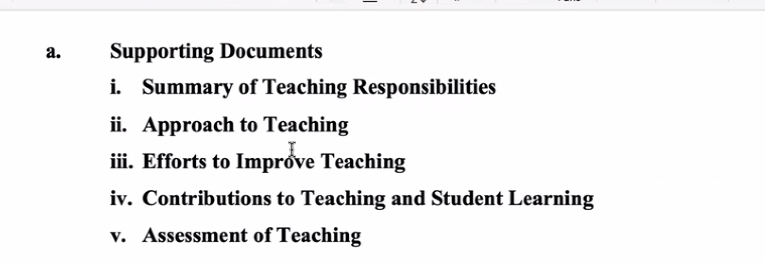 a. Supporting Documents
i. Summary of Teaching Responsibilities
ii. Approach to Teaching
iii. Efforts to Improve Teaching
iv. Contributions to Teaching and Student Learning
v. Assessment of Teaching